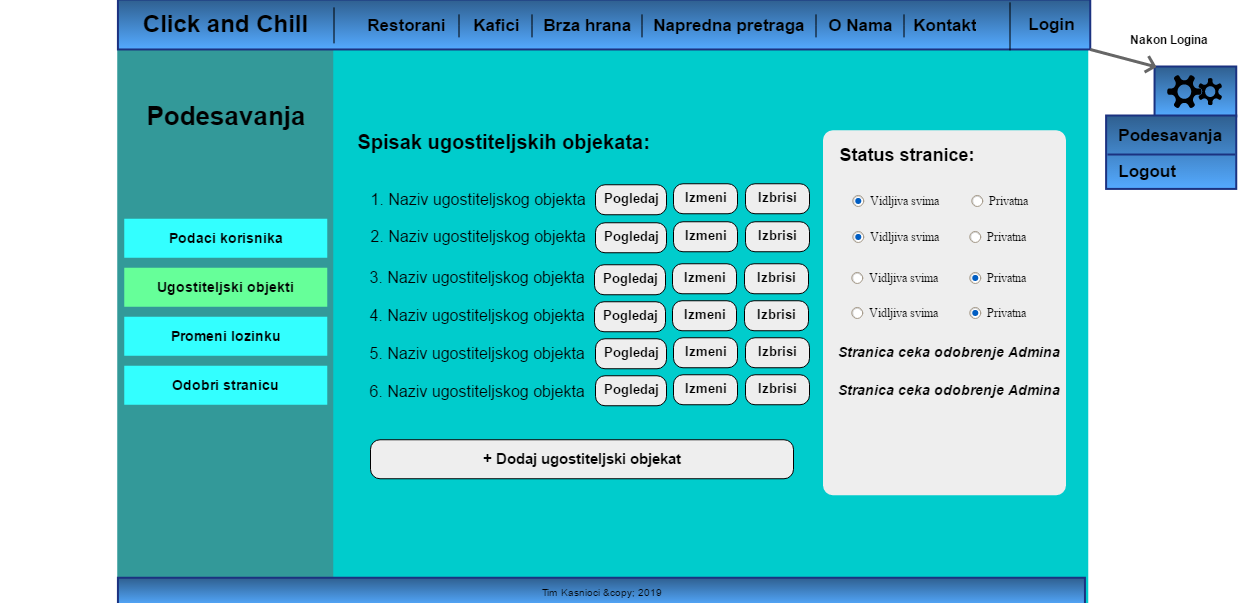 Click and Chill
Restorani
Kafici
Brza hrana
Napredna pretraga
O Nama
Kontakt
Login
Nakon Logina
Podesavanja
Logout
Podesavanja
Podaci korisnika
Ugostiteljski objekti
Promeni lozinku
Odobri stranicu
Spisak ugostiteljskih objekata:
Status stranice:
1. Naziv ugostiteljskog objekta Pogledaj Izmeni Izbrisi Vidljiva svima Privatna
2. Naziv ugostiteljskog objekta Pogledaj Izmeni Izbrisi Vidljiva svima Privatna
3. Naziv ugostiteljskog objekta Pogledaj Izmeni Izbrisi Vidljiva svima Privatna
4. Naziv ugostiteljskog objekta Pogledaj Izmeni Izbrisi Vidljiva svima Privatna
5. Naziv ugostiteljskog objekta Pogledaj Izmeni Izbrisi Stranica ceka odobrenje Admina
6. Naziv ugostiteljskog objekta Pogledaj Izmeni Izbrisi Stranica ceka odobrenje Admina
+ Dodaj ugostiteljski objekat
Tim Kasnioci &copy; 2019